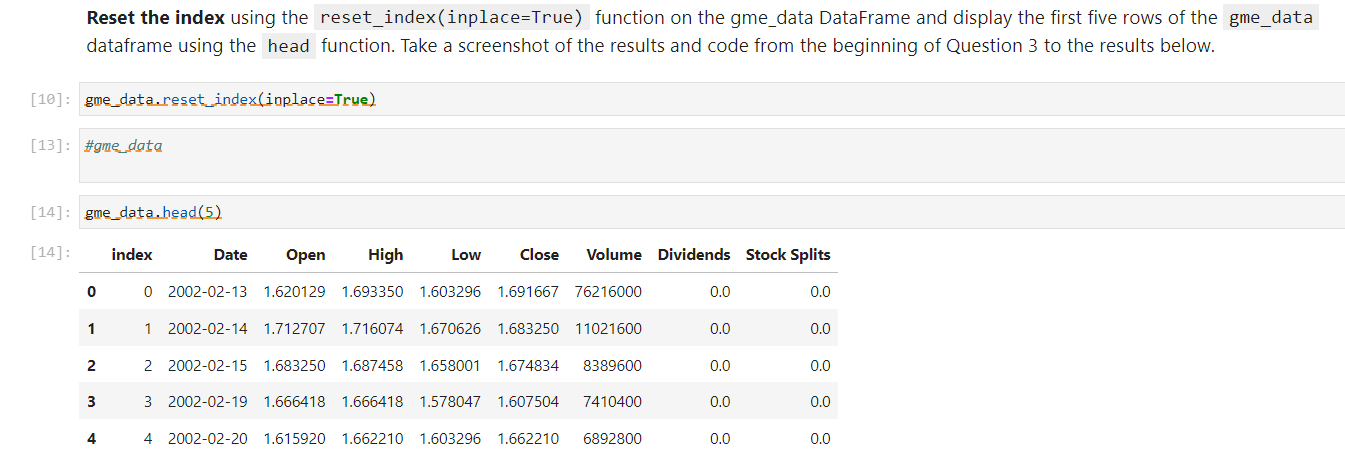 Reset the index using the reset_index(inplace=True) function on the gme_data DataFrame and display the first five rows of the gme_data
dataframe using the head function. Take a screenshot of the results and code from the beginning of Question 3 to the results below.
[10]: gme_data.reset_index(inplace=True)
[13]: #gme_data
[14]: gme_data.head(5)
[14]: index Date Open High Low Close Volume Dividends Stock Splits
0 0 2002-02-13 1.620129 1.693350 1.603296 1.691667 76216000 0.0 0.0
1 1 2002-02-14 1.712707 1.716074 1.670626 1.683250 11021600 0.0 0.0
2 2 2002-02-15 1.683250 1.687458 1.658001 1.674834 8389600 0.0 0.0
3 3 2002-02-19 1.666418 1.666418 1.578047 1.607504 7410400 0.0 0.0
4 4 2002-02-20 1.615920 1.662210 1.603296 1.662210 6892800 0.0 0.0